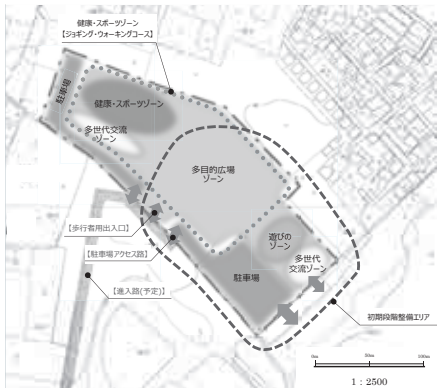 健康・スポーツゾーン
【ジョギング・ウォーキングコース】
駐車場
健康・スポーツゾーン
多世代交流
ゾーン
多目的広場
ゾーン
【歩行者用出入口】
遊びの
ゾーン
【駐車場アクセス路】
多世代
交流ゾーン
駐車場
【進入路(予定)】
初期段階整備エリア
0m 50m 100m
1:2500